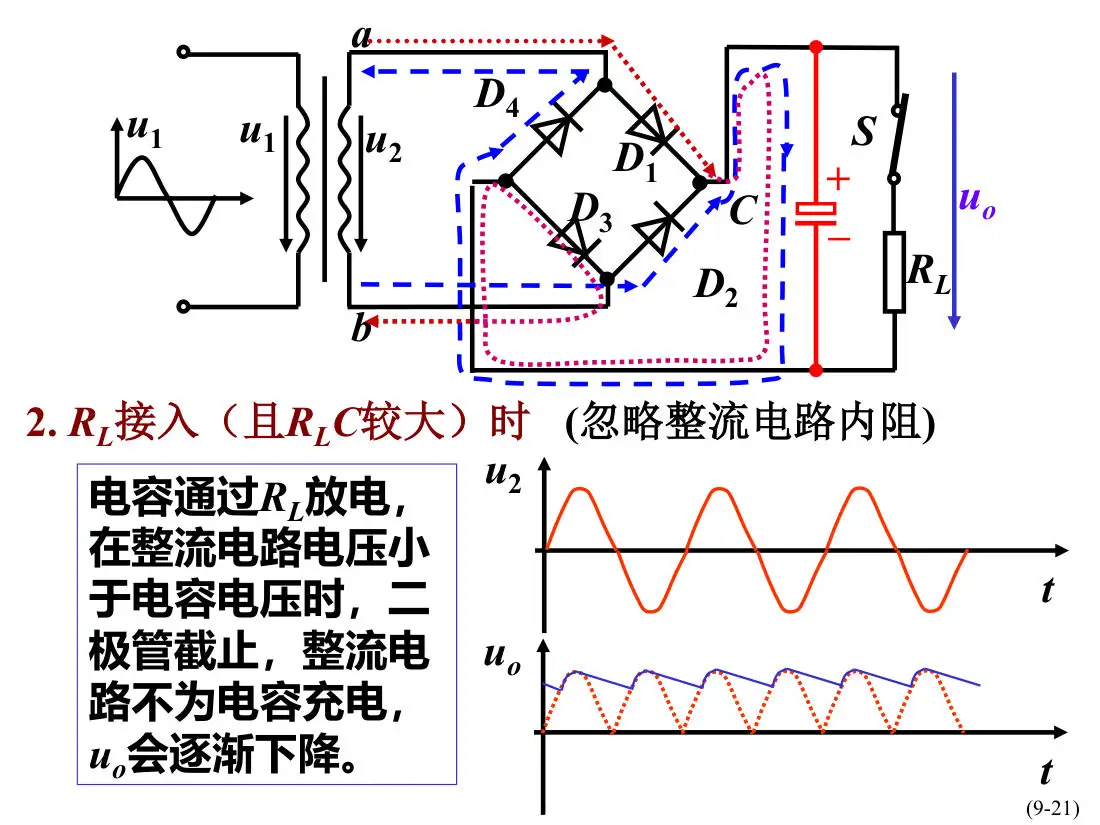 a
D4
u1
u1
u2
D1
S
D3
C
+
−
uo
D2
RL
b
2. RL接入（且RLC较大）时 (忽略整流电路内阻)
电容通过RL放电，
在整流电路电压小
于电容电压时，二
极管截止，整流电
路不为电容充电，
uo会逐渐下降。
u2
t
uo
t
(9-21)